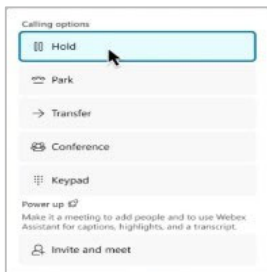 Calling options
Hold
Park
Transfer
Conference
Keypad
Power up
Make it a meeting to add people and to use Webex
Assistant for captions, highlights, and a transcript.
Invite and meet